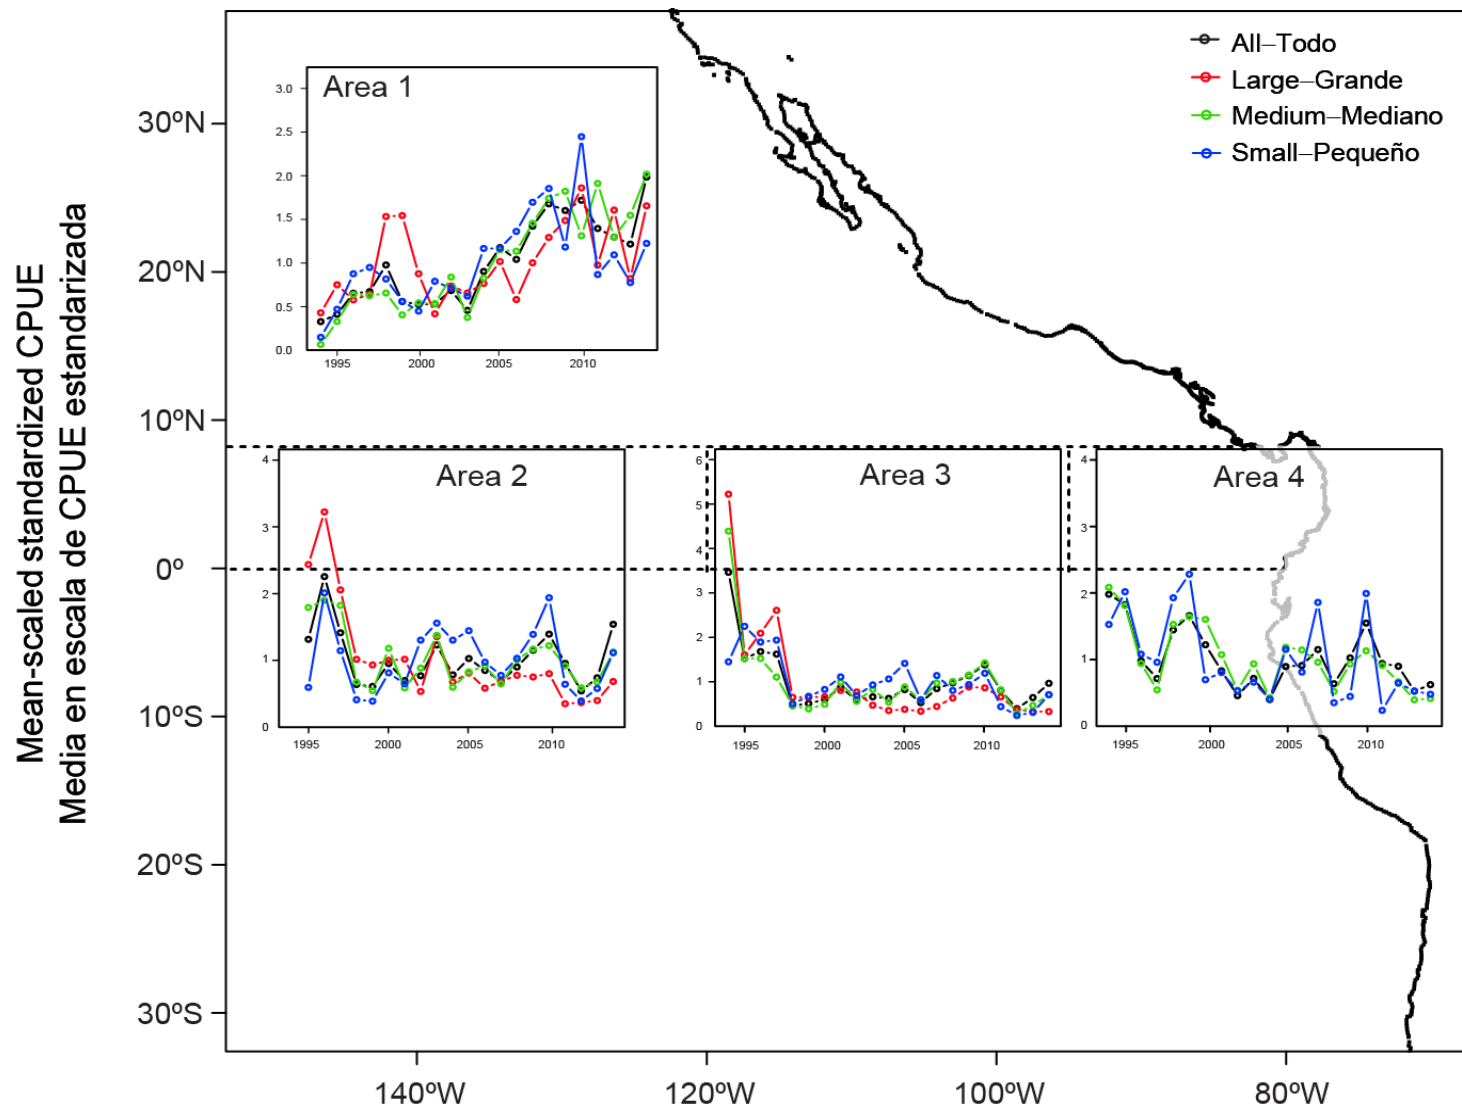 Mean-scaled standardized CPUE
Media en escala de CPUE estandarizada
All–Todo
Large–Grande
Medium–Mediano
Small–Pequeño
Area 1
3.0
2.5
2.0
1.5
1.0
0.5
0.0
1995 2000 2005 2010
30ºN
20ºN
10ºN
0º
10ºS
20ºS
30ºS
Area 2
4
3
2
1
0
1995 2000 2005 2010
Area 3
6
5
4
3
2
1
0
1995 2000 2005 2010
Area 4
4
3
2
1
0
1995 2000 2005 2010
140ºW 120ºW 100ºW 80ºW